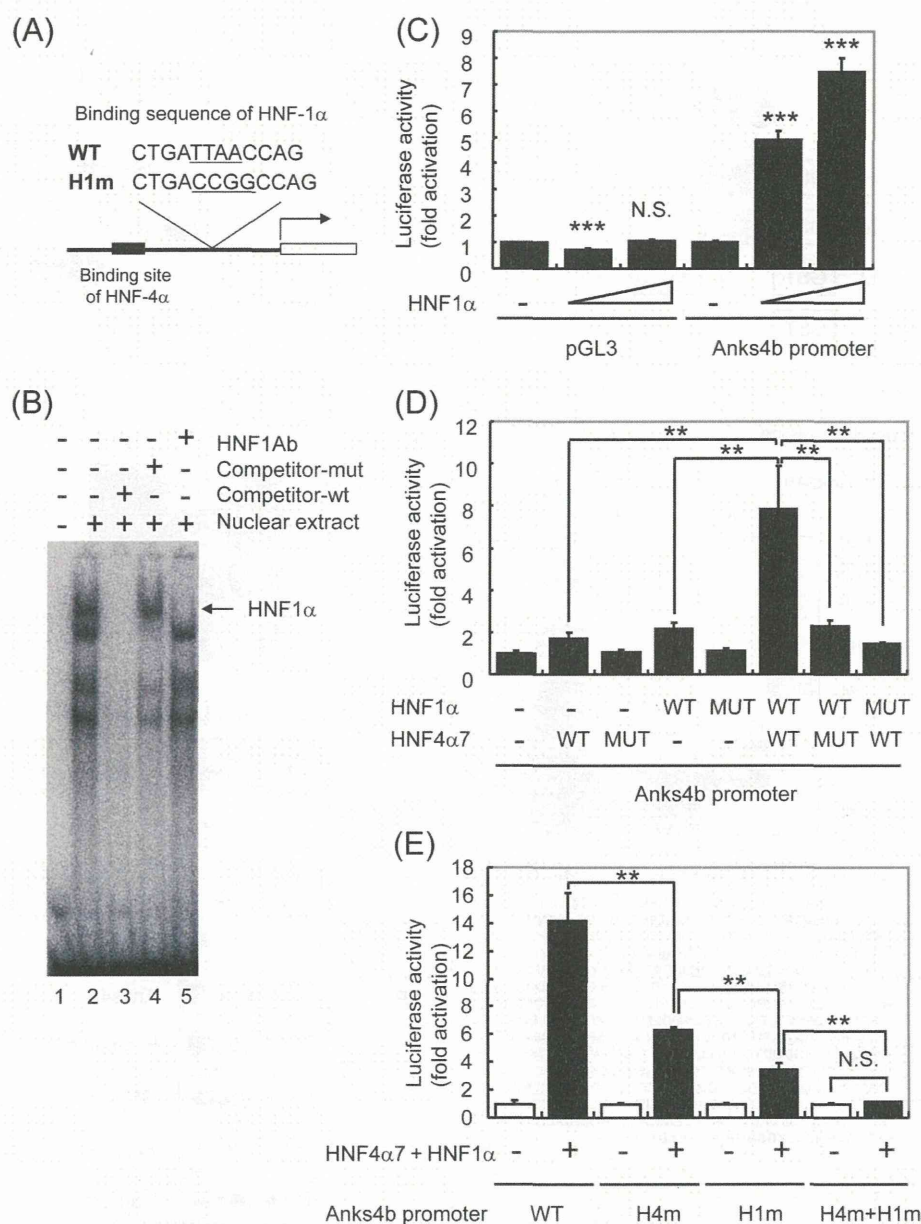 (A)
Binding sequence of HNF-1α
WT CTGATTAACCAG
H1m CTGACCGGCCAG
Binding site
of HNF-4α
(B)
- - - - + HNF1Ab
- - - + - Competitor-mut
- - + - - Competitor-wt
- + + + + Nuclear extract
HNF1α
1 2 3 4 5
(C)
Luciferase activity
(fold activation)
9
8
7
6
5
4
3
2
1
0
*** N.S. *** ***
HNF1α - -
pGL3 Anks4b promoter
(D)
Luciferase activity
(fold activation)
12
10
8
6
4
2
0
** **
** **
HNF1α - - - WT MUT WT WT MUT
HNF4α7 - WT MUT - - WT MUT WT
Anks4b promoter
(E)
Luciferase activity
(fold activation)
18
16
14
12
10
8
6
4
2
0
**
**
**
N.S.
HNF4α7 + HNF1α - + - + - + - +
Anks4b promoter WT H4m H1m H4m+H1m